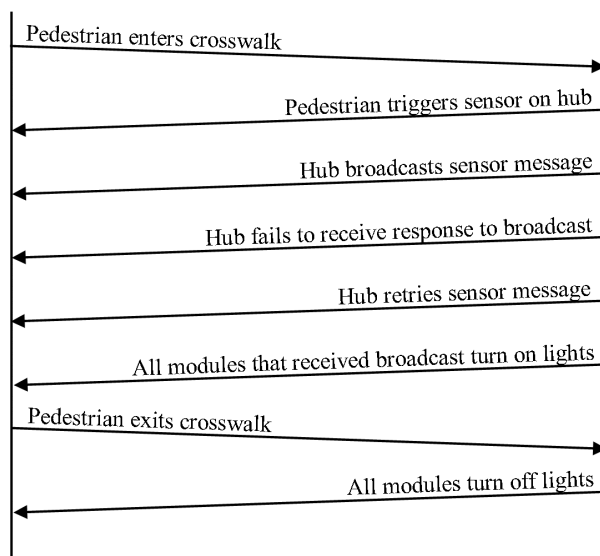 Pedestrian enters crosswalk
Pedestrian triggers sensor on hub
Hub broadcasts sensor message
Hub fails to receive response to broadcast
Hub retries sensor message
All modules that received broadcast turn on lights
Pedestrian exits crosswalk
All modules turn off lights